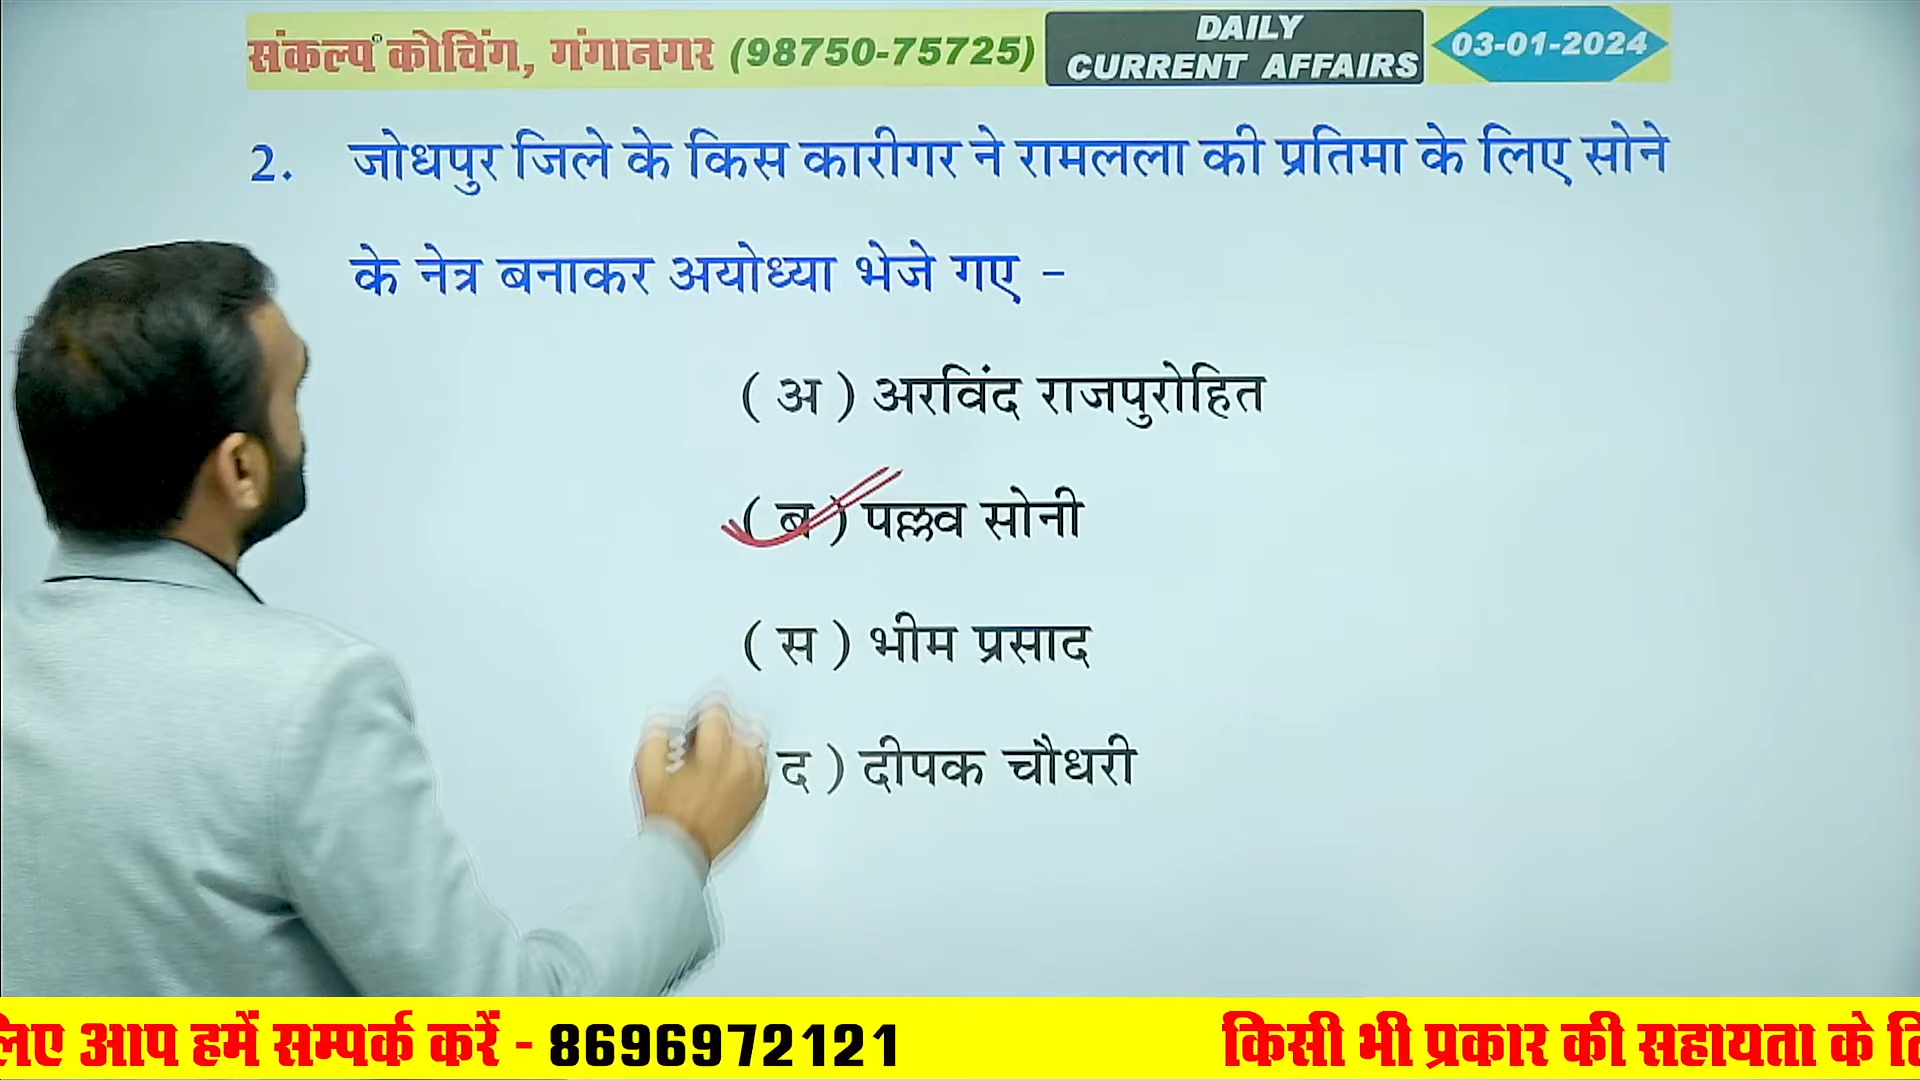 संकल्प कोचिंग, गंगानगर (98750-75725)
DAILY
CURRENT AFFAIRS
03-01-2024
2. जोधपुर जिले के किस कारीगर ने रामलला की प्रतिमा के लिए सोने
के नेत्र बनाकर अयोध्या भेजे गए -
( अ ) अरविंद राजपुरोहित
( ब ) पल्लव सोनी
( स ) भीम प्रसाद
द ) दीपक चौधरी
लिए आप हमें सम्पर्क करें - 8696972121
किसी भी प्रकार की सहायता के